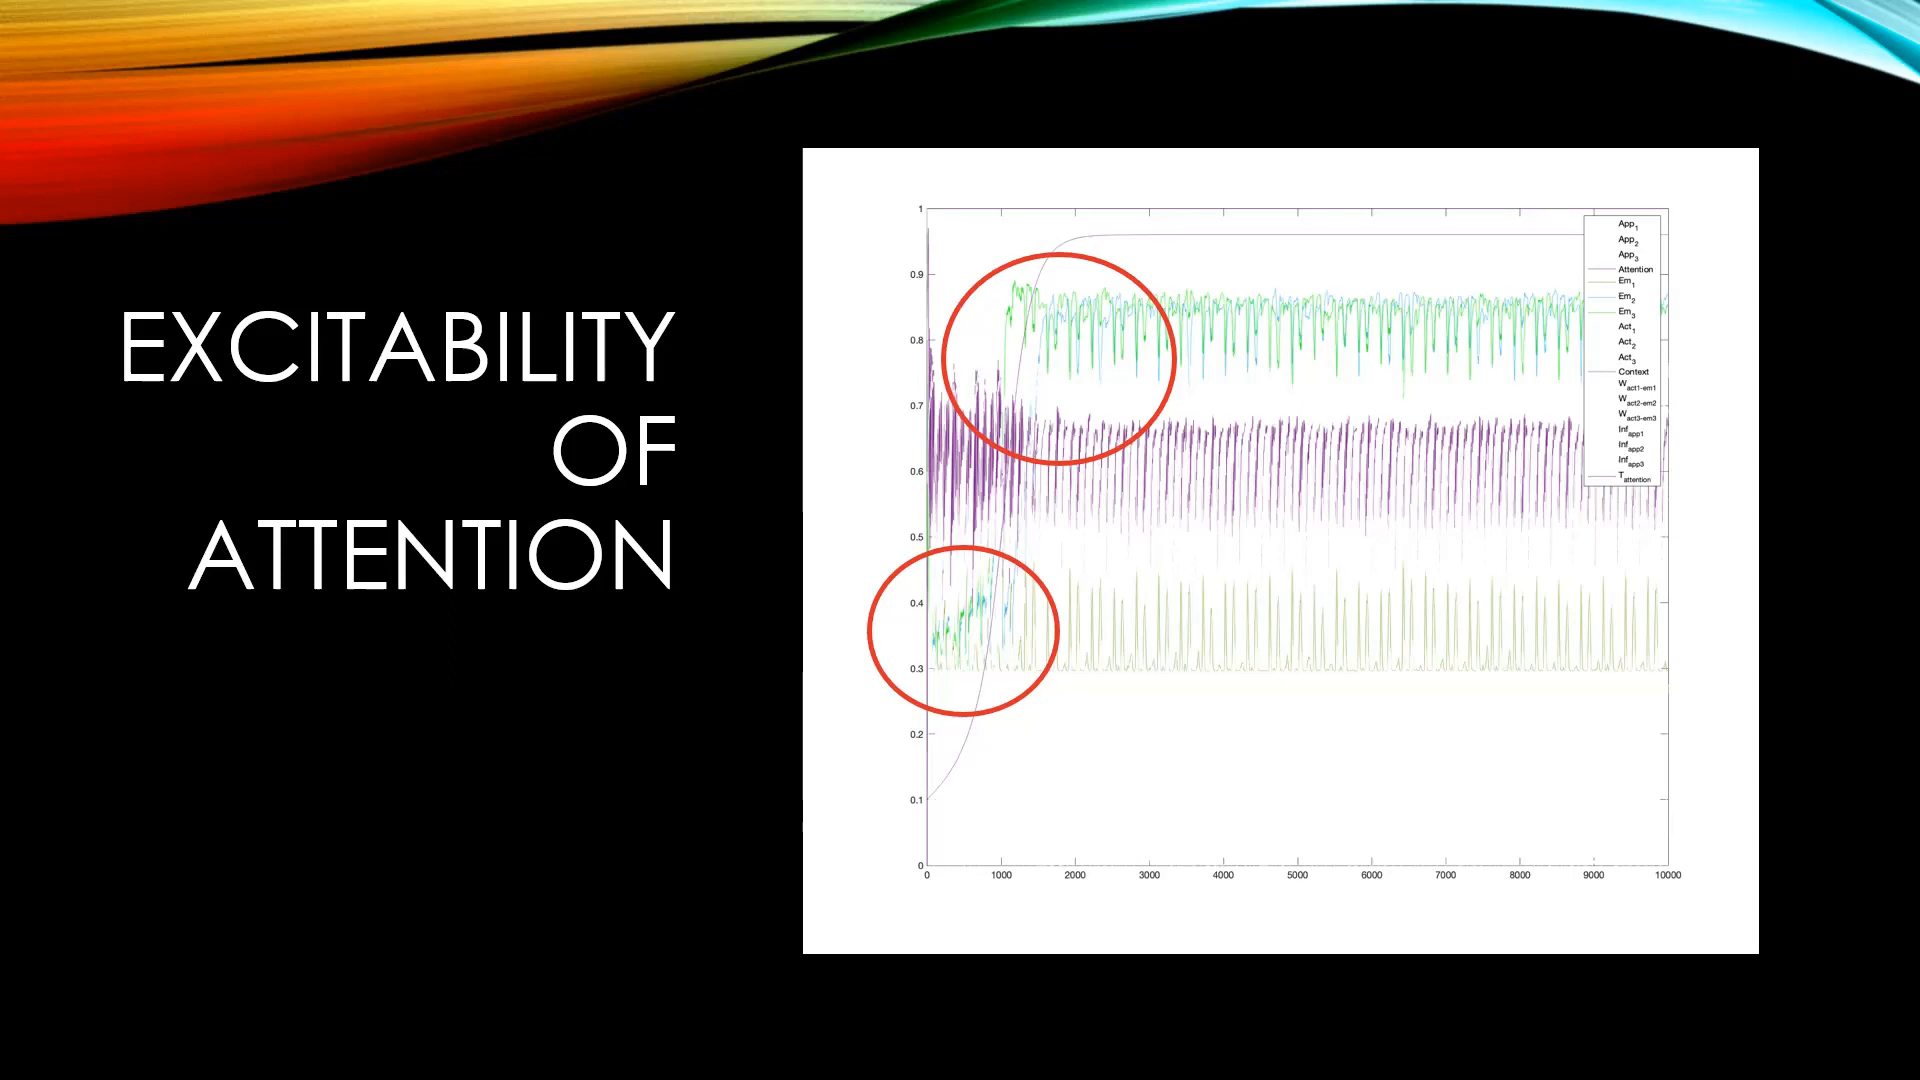 EXCITABILITY
OF
ATTENTION
1
0.9
0.8
0.7
0.6
0.5
0.4
0.3
0.2
0.1
0
0 1000 2000 3000 4000 5000 6000 7000 8000 9000 10000
App1
App2
App3
Attention
Em1
Em2
Em3
Act1
Act2
Act3
Context
Wact1-em1
Wact2-em2
Wact3-em3
Infapp1
Infapp2
Infapp3
Tattention